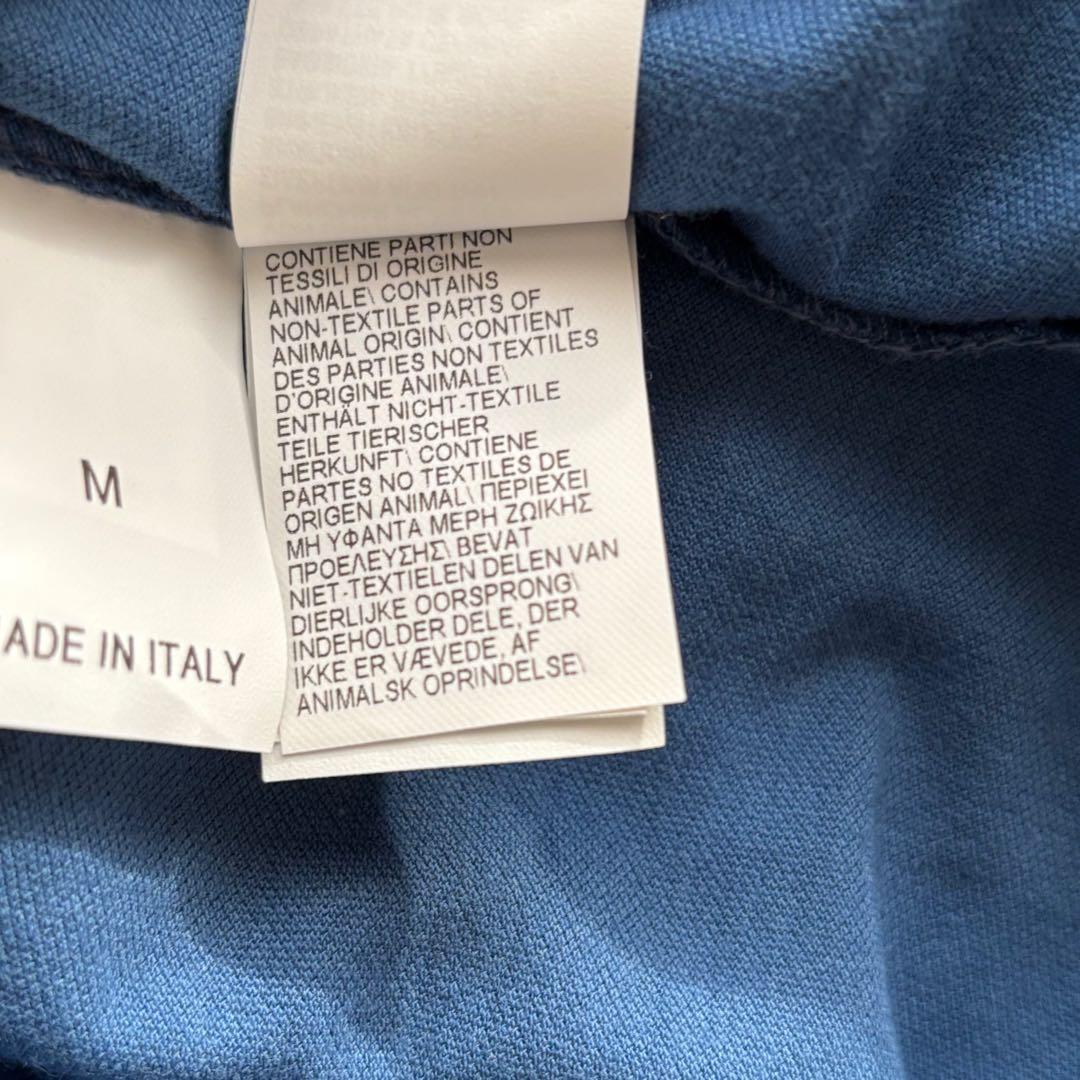 CONTIENE PARTI NON
TESSILI DI ORIGINE
ANIMALE\ CONTAINS
NON-TEXTILE PARTS OF
ANIMAL ORIGIN\ CONTIENT
DES PARTIES NON TEXTILES
D'ORIGINE ANIMALE\
ENTHÄLT NICHT-TEXTILE
TEILE TIERISCHER
HERKUNFT\ CONTIENE
PARTES NO TEXTILES DE
ORIGEN ANIMAL\ ΠΕΡΙΕΧΕΙ
ΜΗ ΥΦΑΝΤΑ ΜΕΡΗ ΖΩΙΚΗΣ
ΠΡΟΕΛΕΥΣΗΣ\ BEVAT
NIET-TEXTIELEN DELEN VAN
DIERLIJKE OORSPRONG\
INDEHOLDER DELE, DER
IKKE ER VÆVEDE, AF
ANIMALSK OPRINDELSE\
M
ADE IN ITALY